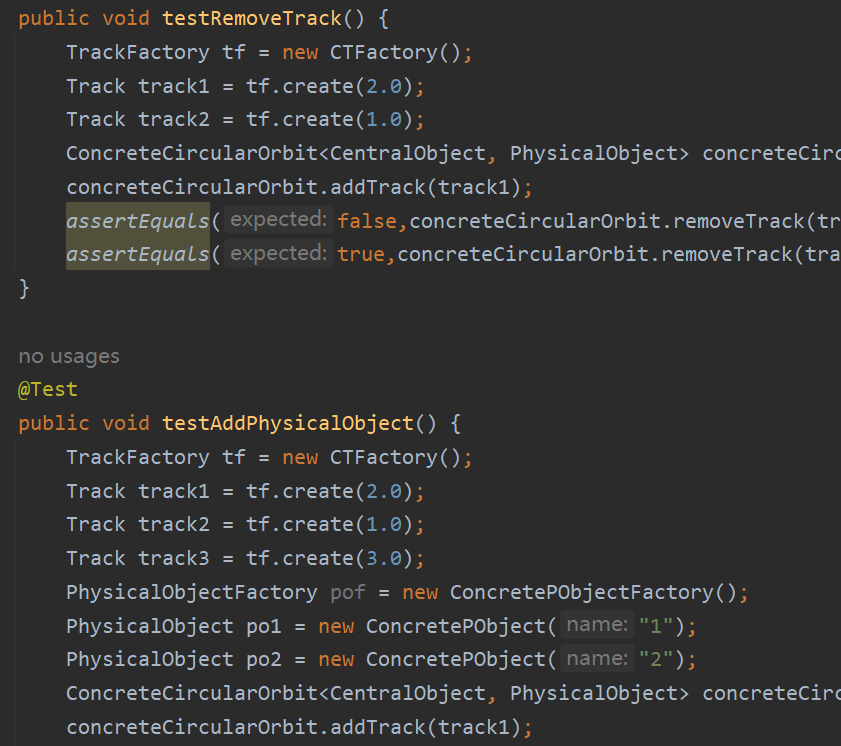 public void testRemoveTrack() {
TrackFactory tf = new CTFactory();
Track track1 = tf.create(2.0);
Track track2 = tf.create(1.0);
ConcreteCircularOrbit<CentralObject, PhysicalObject> concreteCirc
concreteCircularOrbit.addTrack(track1);
assertEquals( expected: false,concreteCircularOrbit.removeTrack(tr
assertEquals( expected: true,concreteCircularOrbit.removeTrack(tra
}
no usages
@Test
public void testAddPhysicalObject() {
TrackFactory tf = new CTFactory();
Track track1 = tf.create(2.0);
Track track2 = tf.create(1.0);
Track track3 = tf.create(3.0);
PhysicalObjectFactory pof = new ConcretePObjectFactory();
PhysicalObject po1 = new ConcretePObject( name: "1");
PhysicalObject po2 = new ConcretePObject( name: "2");
ConcreteCircularOrbit<CentralObject, PhysicalObject> concreteCirc
concreteCircularOrbit.addTrack(track1);